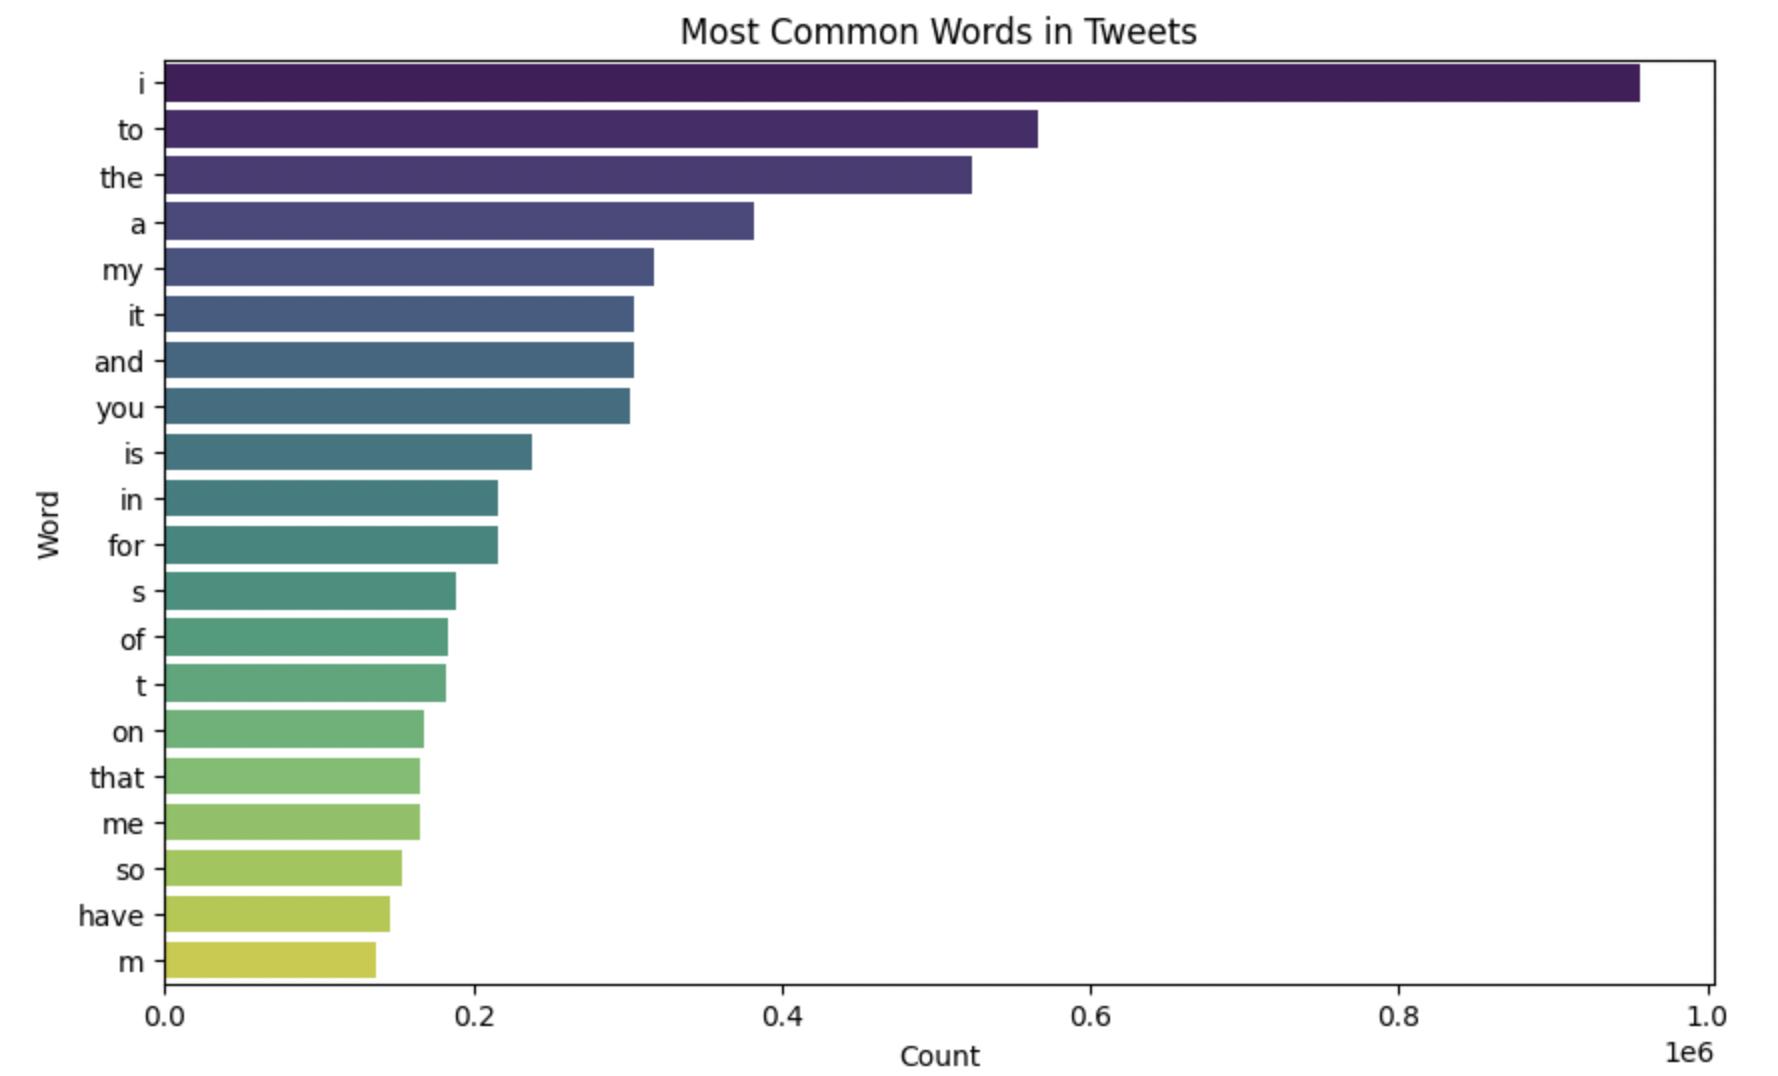 Most Common Words in Tweets
Word
i
to
the
a
my
it
and
you
is
in
for
s
of
t
on
that
me
so
have
m
0.0 0.2 0.4 0.6 0.8 1.0
1e6
Count